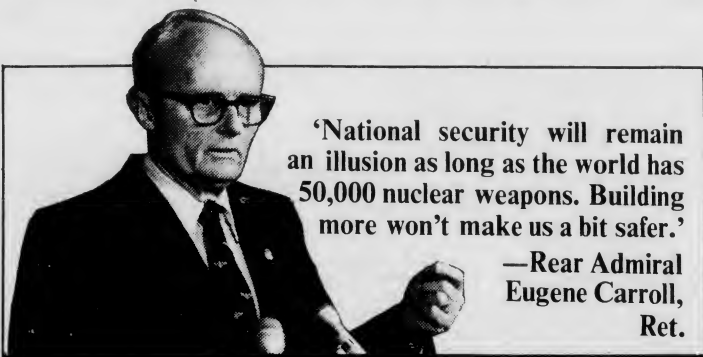 ‘National security will remain
an illusion as long as the world has
50,000 nuclear weapons. Building
more won’t make us a bit safer.’
—Rear Admiral
Eugene Carroll,
Ret.